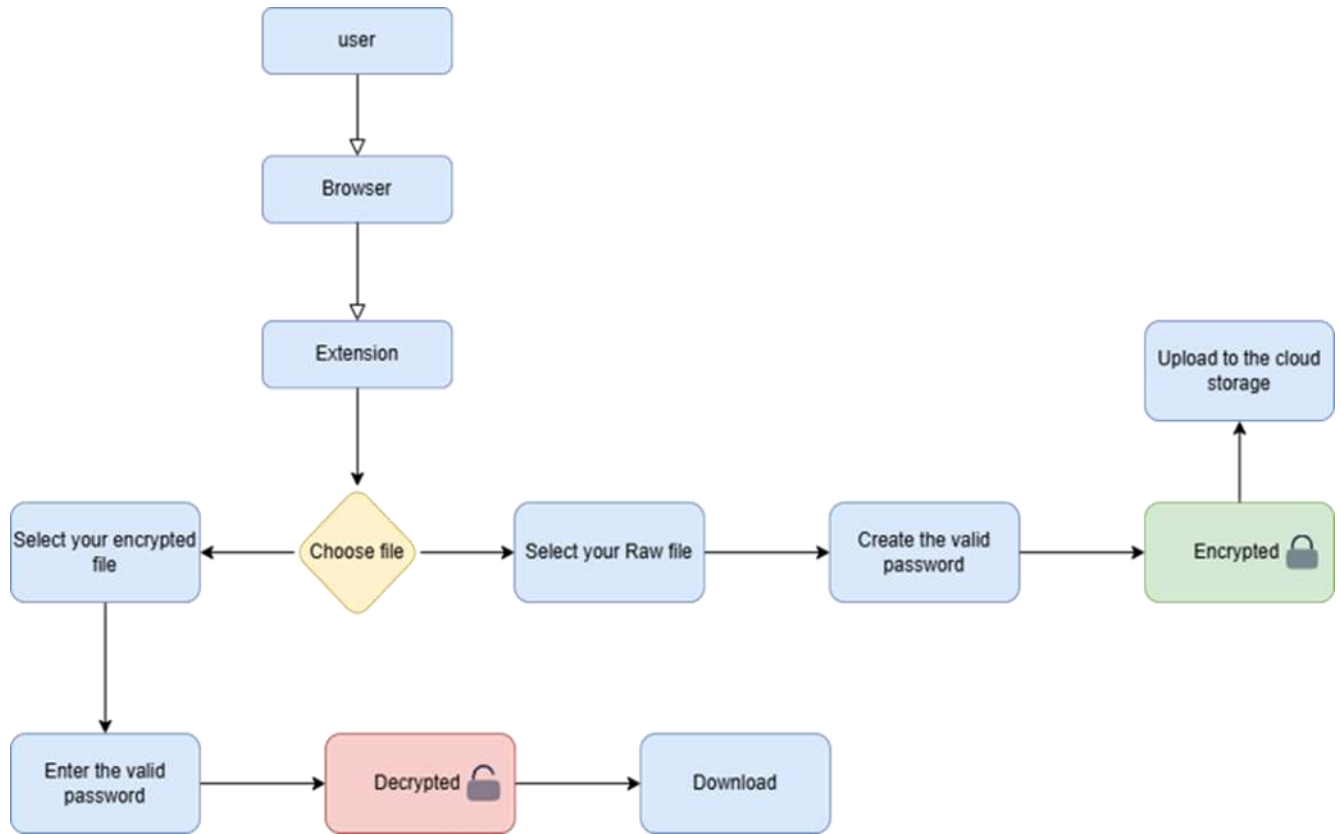 user
Browser
Extension
Upload to the cloud
storage
Select your encrypted
file
Choose file
Select your Raw file
Create the valid
password
Encrypted
Enter the valid
password
Decrypted
Download